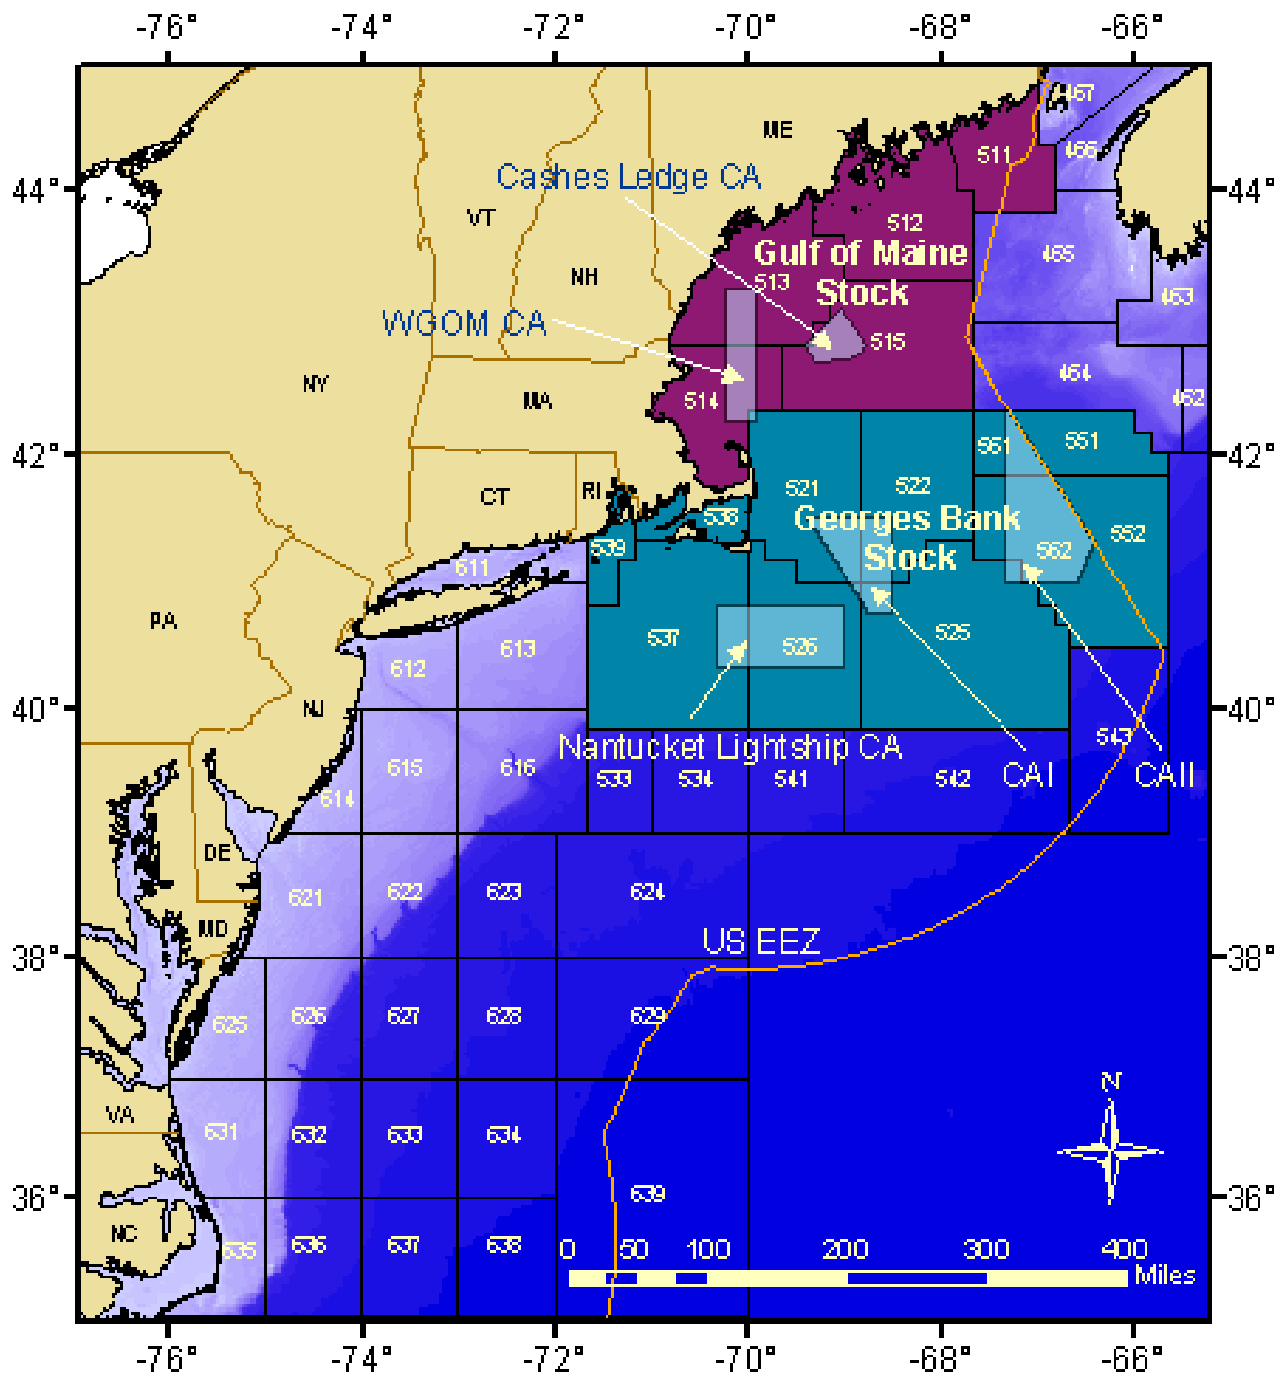 -76° -74° -72° -70° -68° -66°
467
ME
511
466
Cashes Ledge CA
44° 44°
VT
512
Gulf of Maine
465
NH
513
Stock
463
WGOM CA
515
NY
464
MA
514
462
561 551
42° 42°
CT
RI
521 522
538
Georges Bank
539
552
562
Stock
611
PA
537
613
526
525
612
40° 40°
NJ
543
Nantucket Lightship CA
615 616
533 534 541 542
CAI CAII
614
DE
621 622 623 624
MD
US EEZ
38° 38°
625 626 627 628 629
N
VA
631 632 633 634
639
36° 36°
NC
635 636 637 638
0 50 100 200 300 400
Miles
-76° -74° -72° -70° -68° -66°